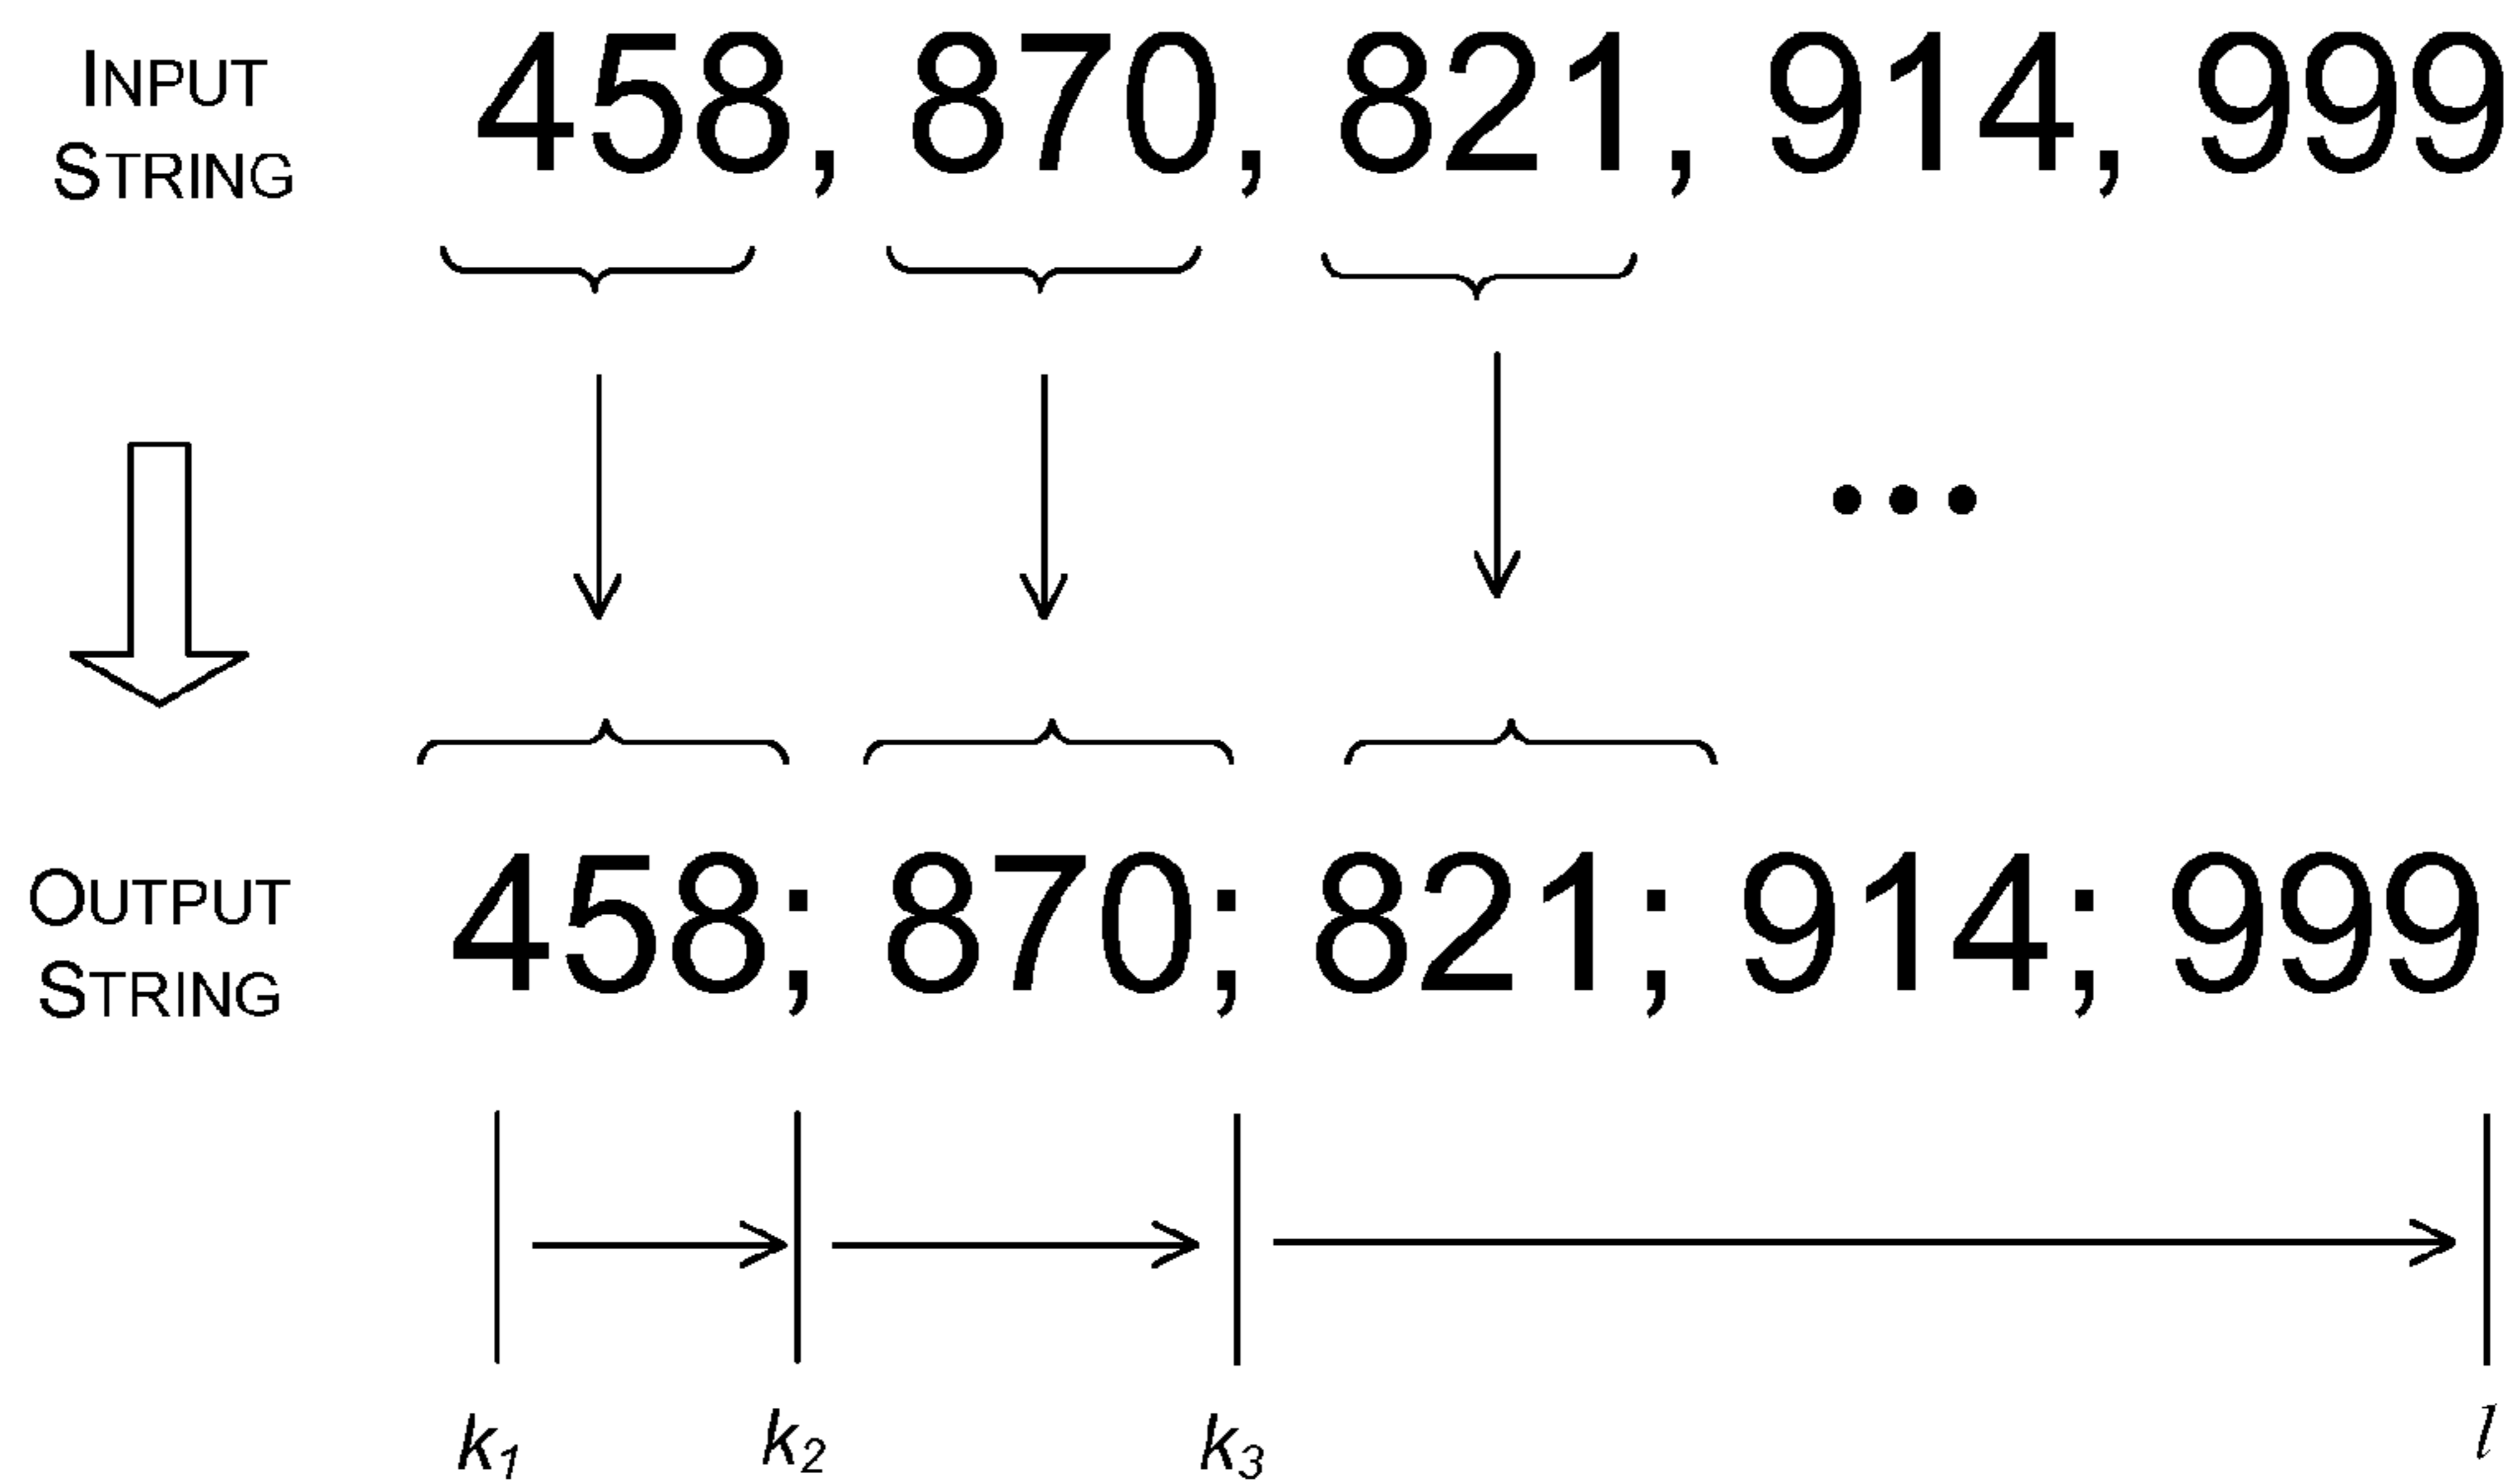 INPUT STRING 458, 870, 821, 914, 999
•••
OUTPUT STRING 458; 870; 821; 914; 999
k1 k2 k3 l